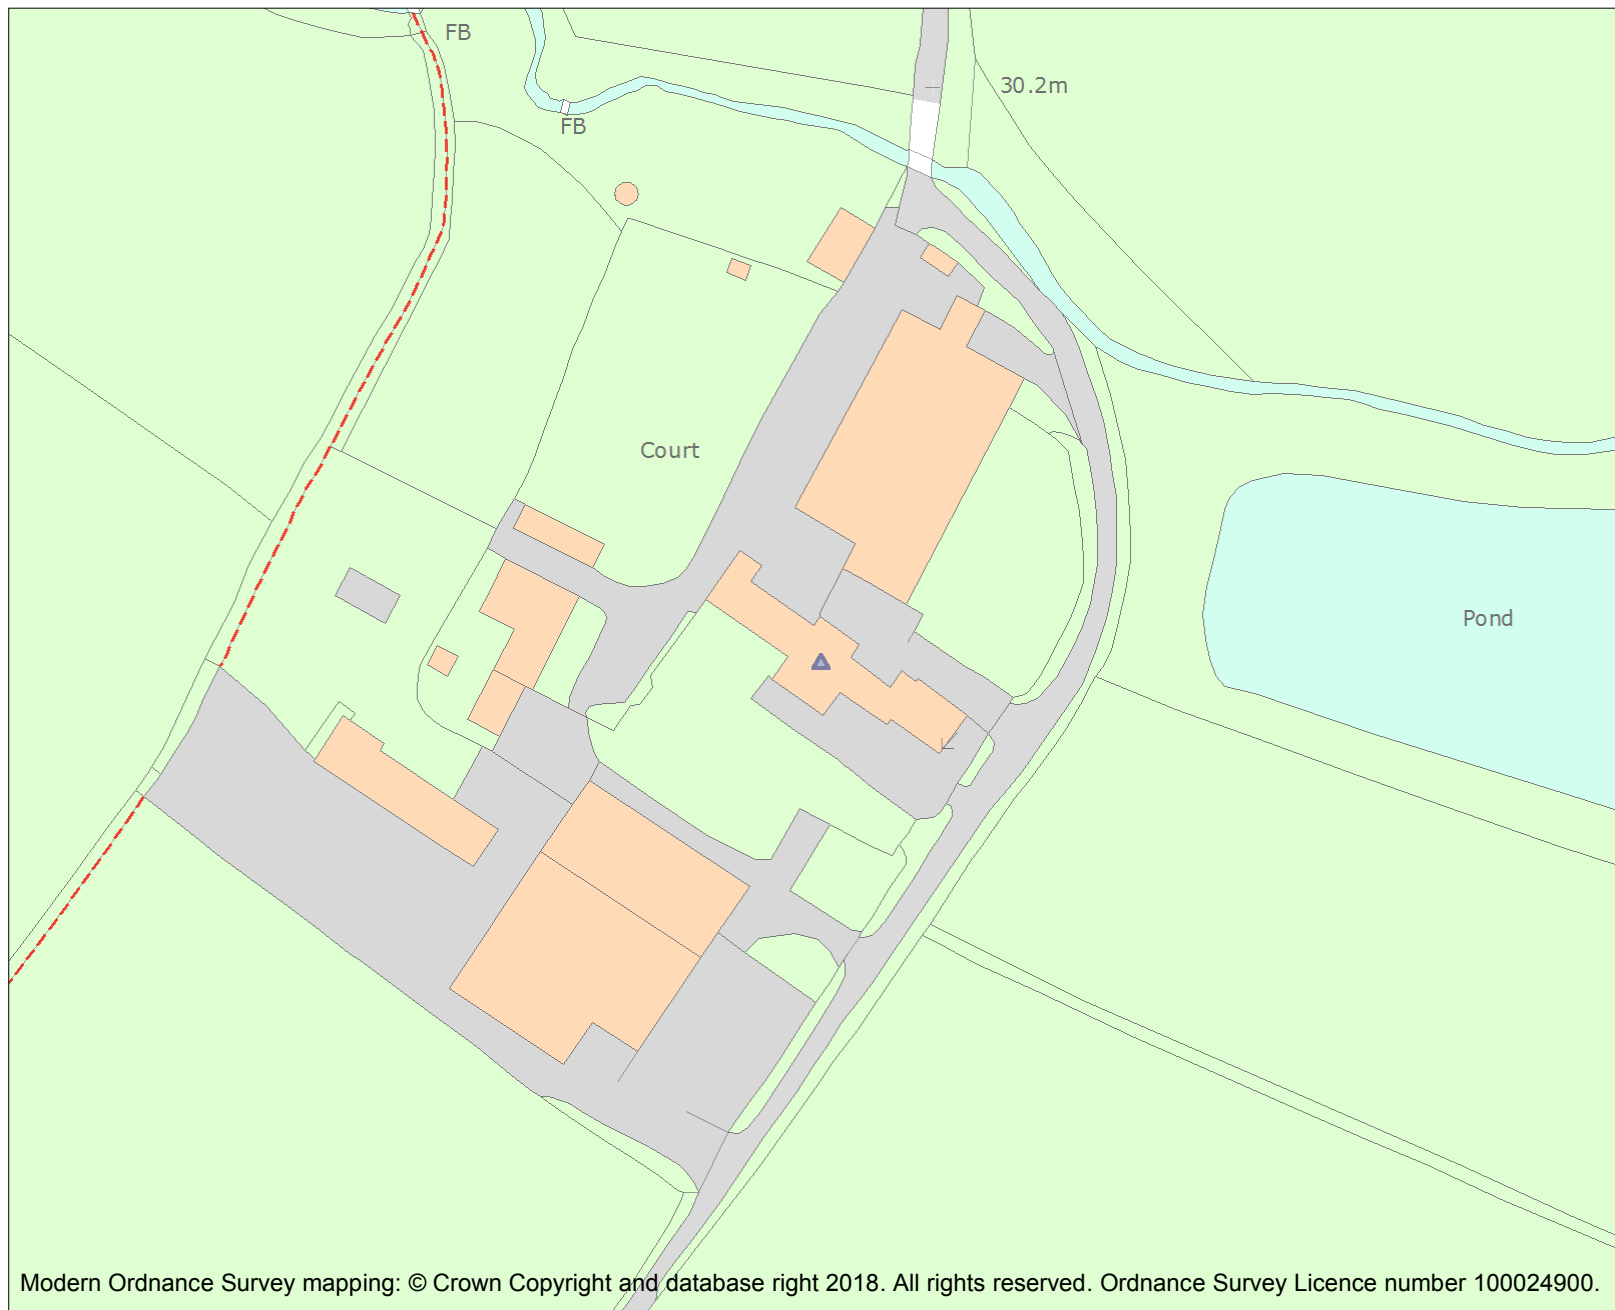 FB
30.2m
FB
Court
Pond
Modern Ordnance Survey mapping: © Crown Copyright and database right 2018. All rights reserved. Ordnance Survey Licence number 100024900.